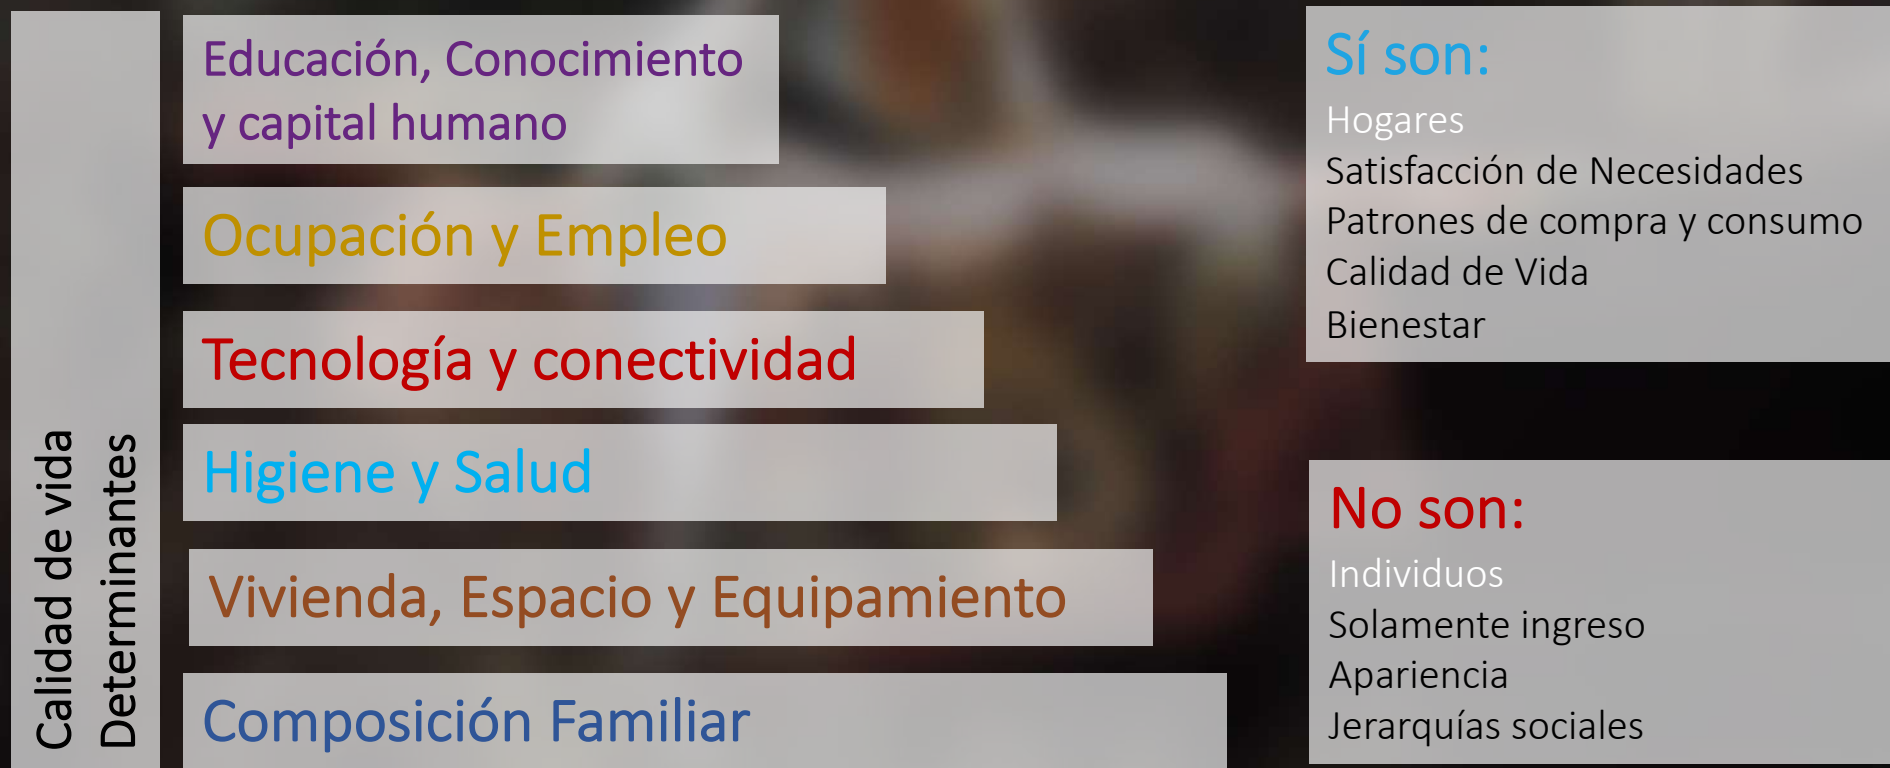 Calidad de vida
Determinantes
Educación, Conocimiento
y capital humano
Ocupación y Empleo
Tecnología y conectividad
Higiene y Salud
Vivienda, Espacio y Equipamiento
Composición Familiar
Sí son:
Hogares
Satisfacción de Necesidades
Patrones de compra y consumo
Calidad de Vida
Bienestar
No son:
Individuos
Solamente ingreso
Apariencia
Jerarquías sociales